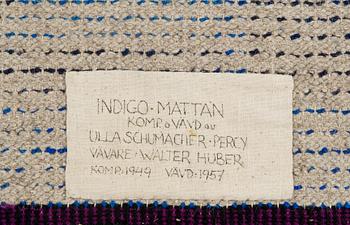 INDIGO-MATTAN
KOMP. o VÄVD av
ULLA SCHUMACHER-PERCY
VÄVARE·WALTER HUBER
KOMP·1949 VÄVD·1957